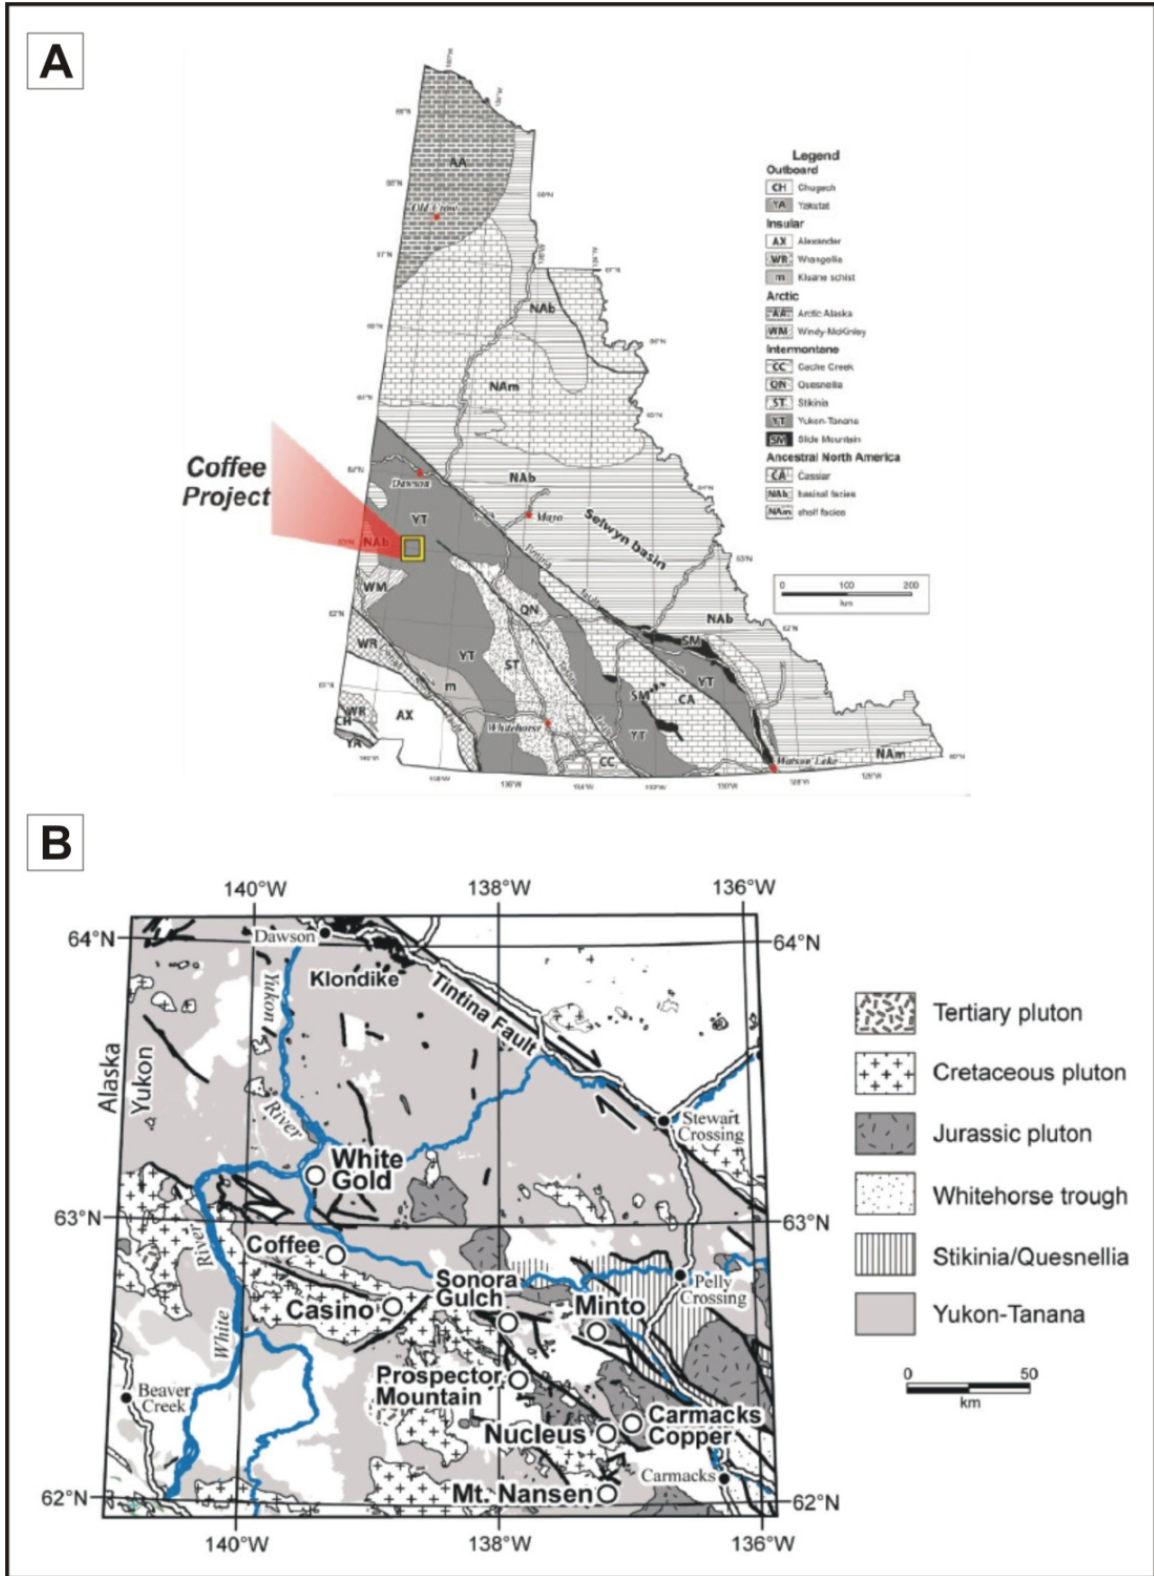 A
AA
Old Crow
NAb
NAm
Coffee
Project
Dawson
YT
NAb
Mayo
NAb
Selwyn basin
Tintina
fault
WM
QN
NAb
SM
WR
YT
ST
YT
m
SM
CA
WR
AX
CH
YA
Whitehorse
YT
CC
Watson Lake
NAm
Legend
Outboard
CH Chugach
YA Yakutat
Insular
AX Alexander
WR Wrangellia
m Kluane schist
Arctic
AA Arctic Alaska
WM Windy-McKinley
Intermontane
CC Cache Creek
QN Quesnellia
ST Stikinia
YT Yukon-Tanana
SM Slide Mountain
Ancestral North America
CA Cassiar
NAb basinal facies
NAm shelf facies
0 100 200
km
B
140°W 138°W 136°W
64°N
64°N
Dawson
Klondike
Yukon
River
Tintina Fault
Alaska
Yukon
Stewart
Crossing
White
Gold
63°N
63°N
River
White
Coffee
Casino
Sonora
Gulch
Minto
Pelly
Crossing
Prospector
Mountain
Beaver
Creek
Nucleus
Carmacks
Copper
Carmacks
Mt. Nansen
62°N
62°N
140°W 138°W 136°W
Tertiary pluton
Cretaceous pluton
Jurassic pluton
Whitehorse trough
Stikinia/Quesnellia
Yukon-Tanana
0 50
km